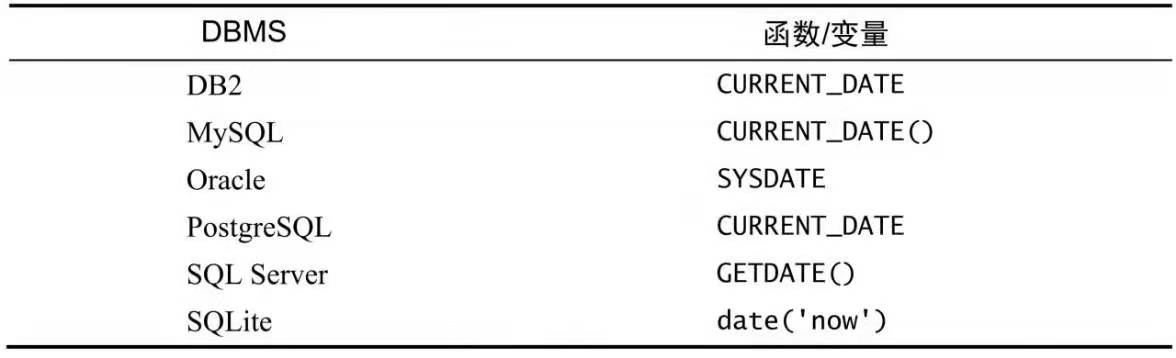 DBMS 函数/变量
DB2 CURRENT_DATE
MySQL CURRENT_DATE()
Oracle SYSDATE
PostgreSQL CURRENT_DATE
SQL Server GETDATE()
SQLite date('now')